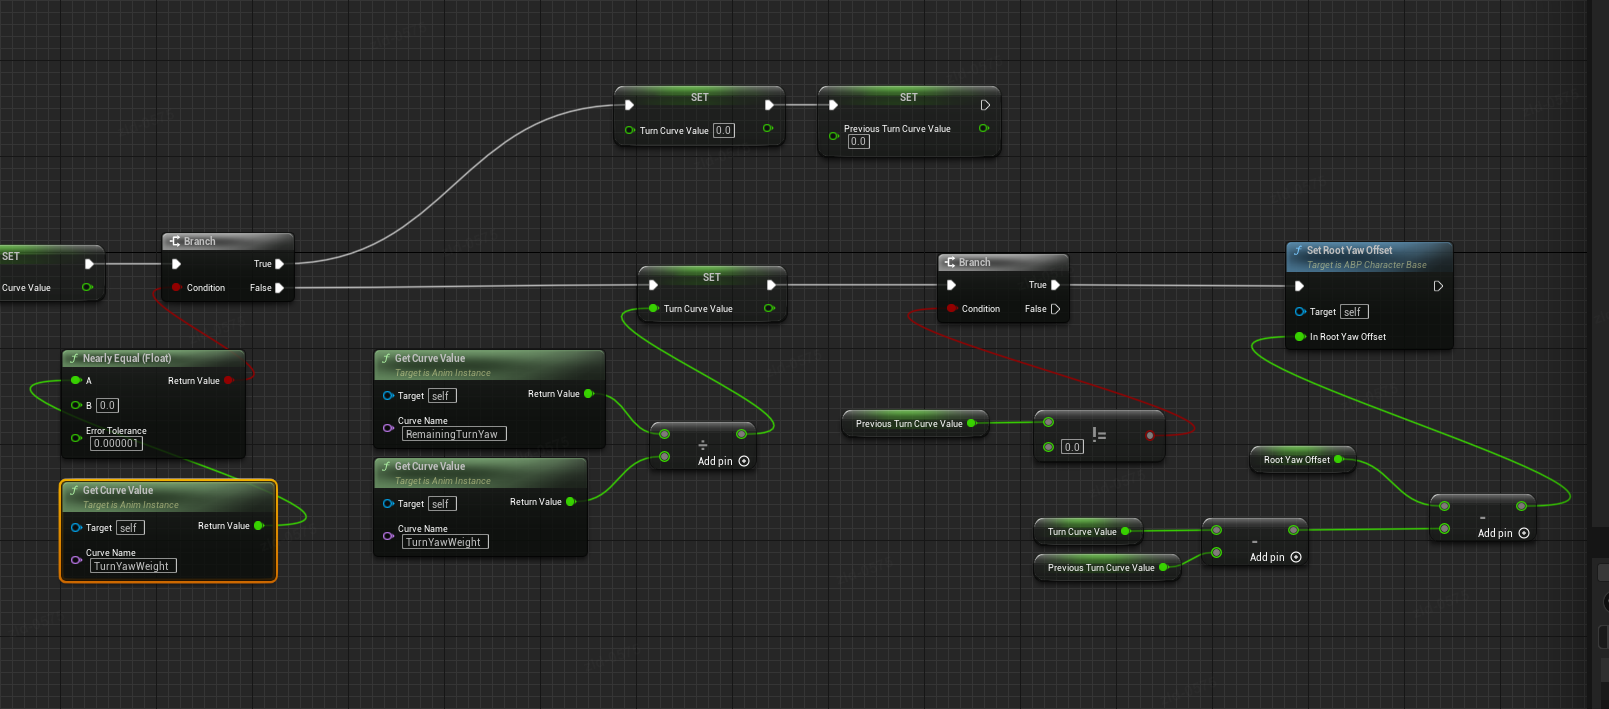 SET
Turn Curve Value 0.0
SET
Previous Turn Curve Value
0.0
SET
Curve Value
Branch
True
Condition False
SET
Turn Curve Value
Branch
True
Condition False
Set Root Yaw Offset
Target is ABP Character Base
Target self
In Root Yaw Offset
Nearly Equal (Float)
A Return Value
B 0.0
Error Tolerance
0.000001
Get Curve Value
Target is Anim Instance
Target self Return Value
Curve Name
RemainingTurnYaw
÷
Add pin
Previous Turn Curve Value
!=
0.0
Root Yaw Offset
Get Curve Value
Target is Anim Instance
Target self Return Value
Curve Name
TurnYawWeight
Get Curve Value
Target is Anim Instance
Target self Return Value
Curve Name
TurnYawWeight
Turn Curve Value
Previous Turn Curve Value
-
Add pin
-
Add pin